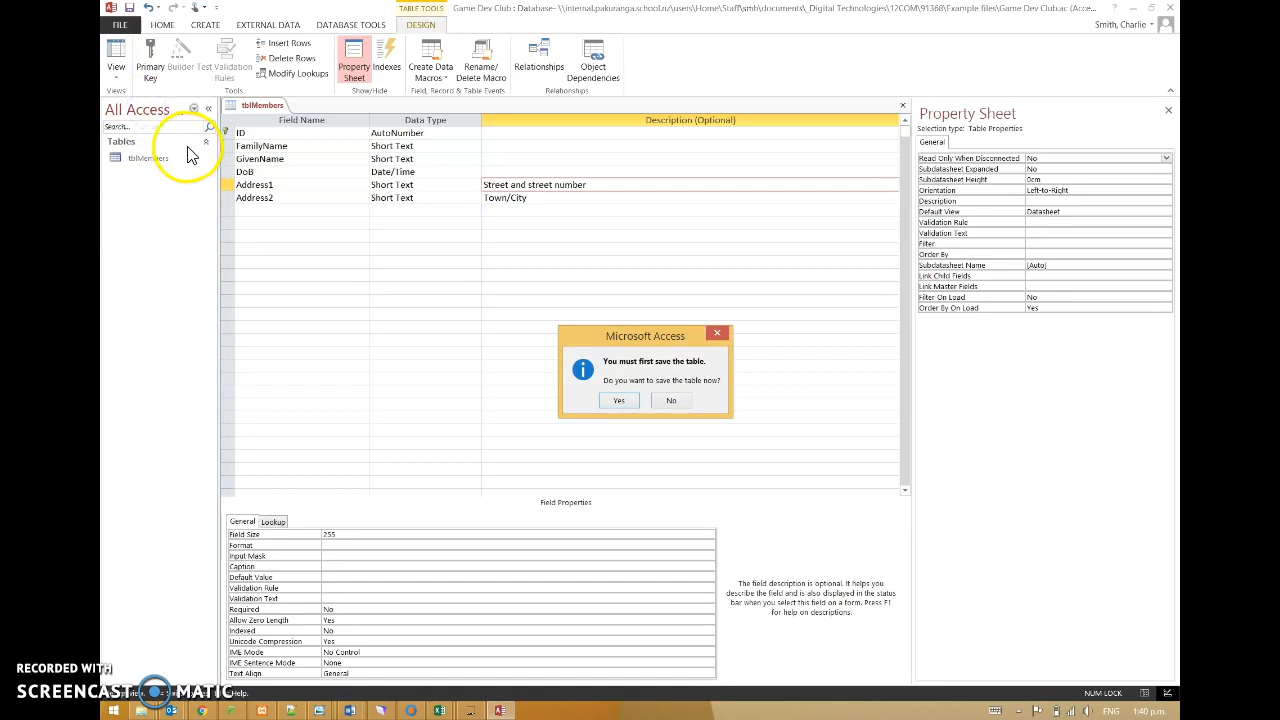 TABLE TOOLS
Game Dev Club : Database- \\internal.pakuranga.school.nz\users\Home\Staff\smh\documents\_Digital Technologies\12COM\91368\Example files\Game Dev Club.ac (Acce...
FILE HOME CREATE EXTERNAL DATA DATABASE TOOLS DESIGN
Smith, Charlie
View
Primary Key
Builder
Test Validation Rules
Insert Rows
Delete Rows
Modify Lookups
Property Sheet
Indexes
Create Data Macros
Rename/ Delete Macro
Relationships
Object Dependencies
Views Tools Show/Hide Field, Record & Table Events Relationships
All Access ...
Search...
Tables
tblMembers
tblMembers
Field Name Data Type Description (Optional)
ID AutoNumber
FamilyName Short Text
GivenName Short Text
DoB Date/Time
Address1 Short Text Street and street number
Address2 Short Text Town/City
Microsoft Access
You must first save the table.
Do you want to save the table now?
Yes No
Field Properties
General Lookup
Field Size 255
Format
Input Mask
Caption
Default Value
Validation Rule
Validation Text
Required No
Allow Zero Length Yes
Indexed No
Unicode Compression Yes
IME Mode No Control
IME Sentence Mode None
Text Align General
The field description is optional. It helps you
describe the field and is also displayed in the status
bar when you select this field on a form. Press F1
for help on descriptions.
Property Sheet
Selection type: Table Properties
General
Read Only When Disconnected No
Subdatasheet Expanded No
Subdatasheet Height 0cm
Orientation Left-to-Right
Description
Default View Datasheet
Validation Rule
Validation Text
Filter
Order By
Subdatasheet Name [Auto]
Link Child Fields
Link Master Fields
Filter On Load No
Order By On Load Yes
RECORDED WITH
SCREENCAST MATIC
Help.
NUM LOCK
ENG 1:40 p.m.